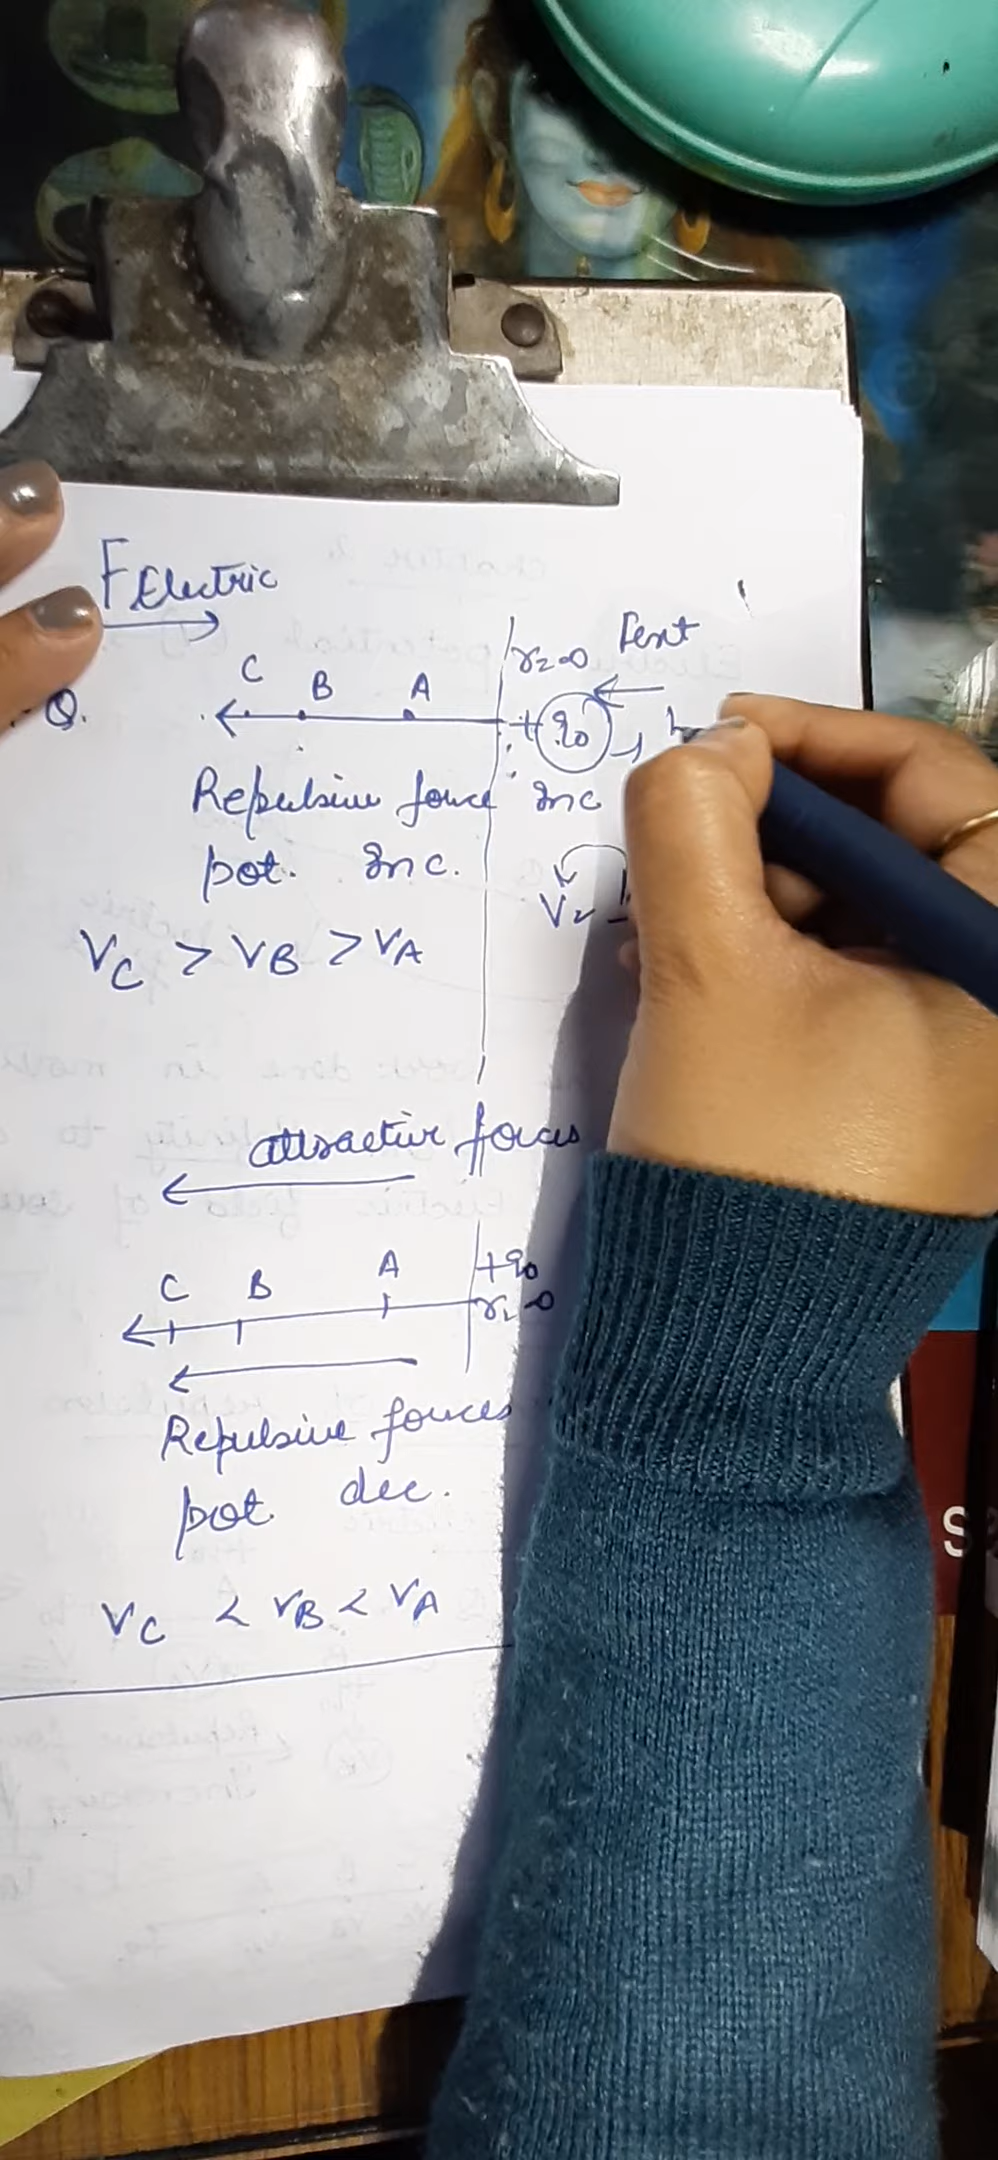 FElectric
r=∞ Fext
C B A
Q. +q0
Repulsive force Inc
pot. Inc.
V=
VC > VB > VA
attractive forces
C B A +q0
r=∞
Repulsive forces
pot dec.
VC < VB < VA